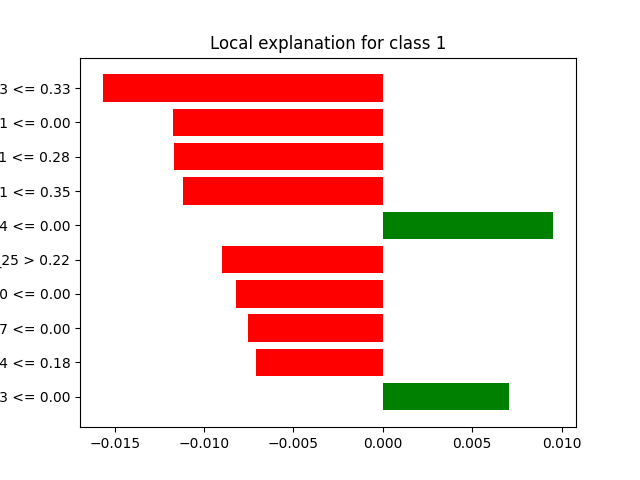 Local explanation for class 1
3 <= 0.33
1 <= 0.00
1 <= 0.28
1 <= 0.35
4 <= 0.00
_25 > 0.22
0 <= 0.00
7 <= 0.00
4 <= 0.18
3 <= 0.00
−0.015 −0.010 −0.005 0.000 0.005 0.010